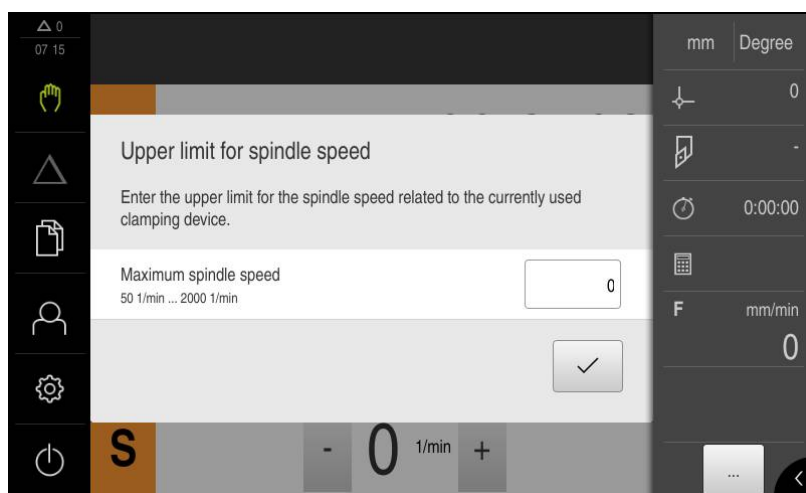 0
07 15
mm
Degree
0
-
0:00:00
F
mm/min
0
...
Upper limit for spindle speed
Enter the upper limit for the spindle speed related to the currently used
clamping device.
Maximum spindle speed
0
50 1/min ... 2000 1/min
S
- 0 1/min +